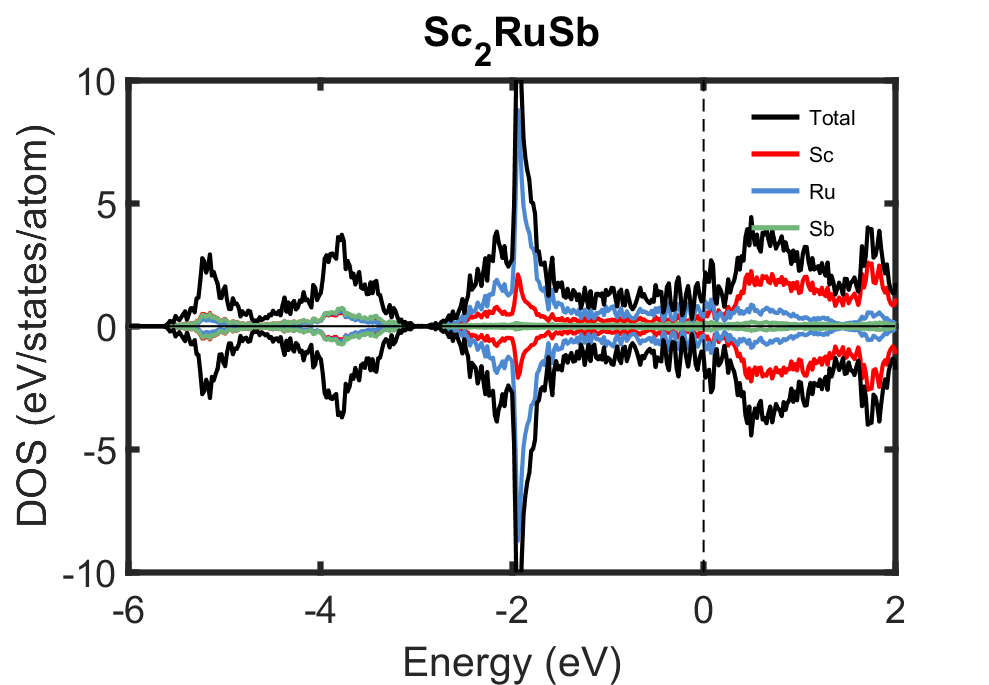 Sc2RuSb
DOS (eV/states/atom)
10
5
0
-5
-10
Total
Sc
Ru
Sb
-6 -4 -2 0 2
Energy (eV)